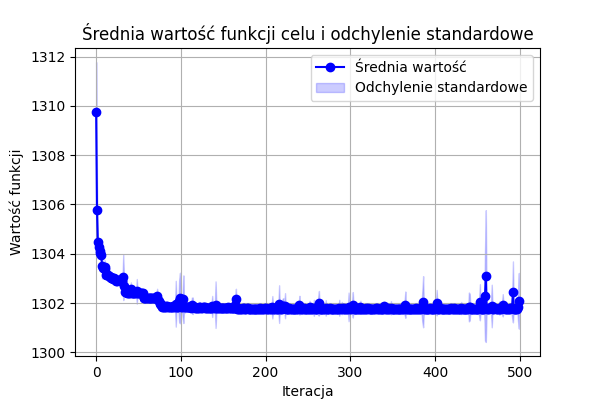 Średnia wartość funkcji celu i odchylenie standardowe
Średnia wartość
Odchylenie standardowe
Wartość funkcji
1312
1310
1308
1306
1304
1302
1300
0 100 200 300 400 500
Iteracja